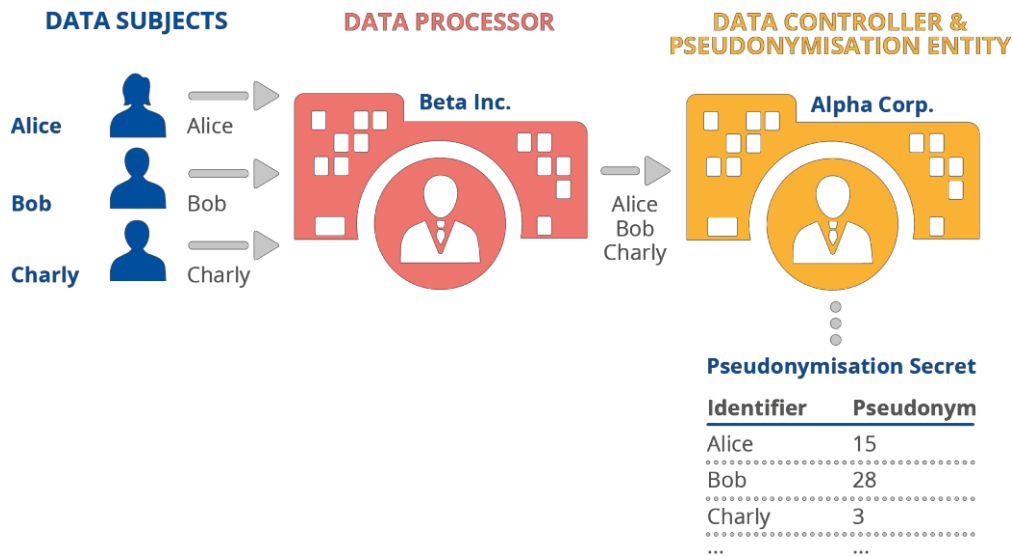 DATA SUBJECTS
DATA PROCESSOR
DATA CONTROLLER &
PSEUDONYMISATION ENTITY
Alice
Alice
Bob
Bob
Charly
Charly
Beta Inc.
Alice
Bob
Charly
Alpha Corp.
Pseudonymisation Secret
Identifier Pseudonym
Alice 15
Bob 28
Charly 3
... ...